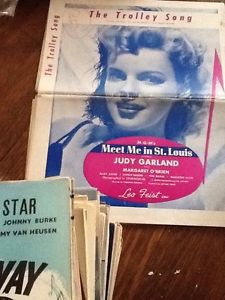 The Trolley Song
The Trolley Song
M-G-M's
Meet Me in St. Louis
JUDY GARLAND
MARGARET O'BRIEN
Leo Feist inc.
STAR
JOHNNY BURKE
MY VAN HEUSEN
WAY